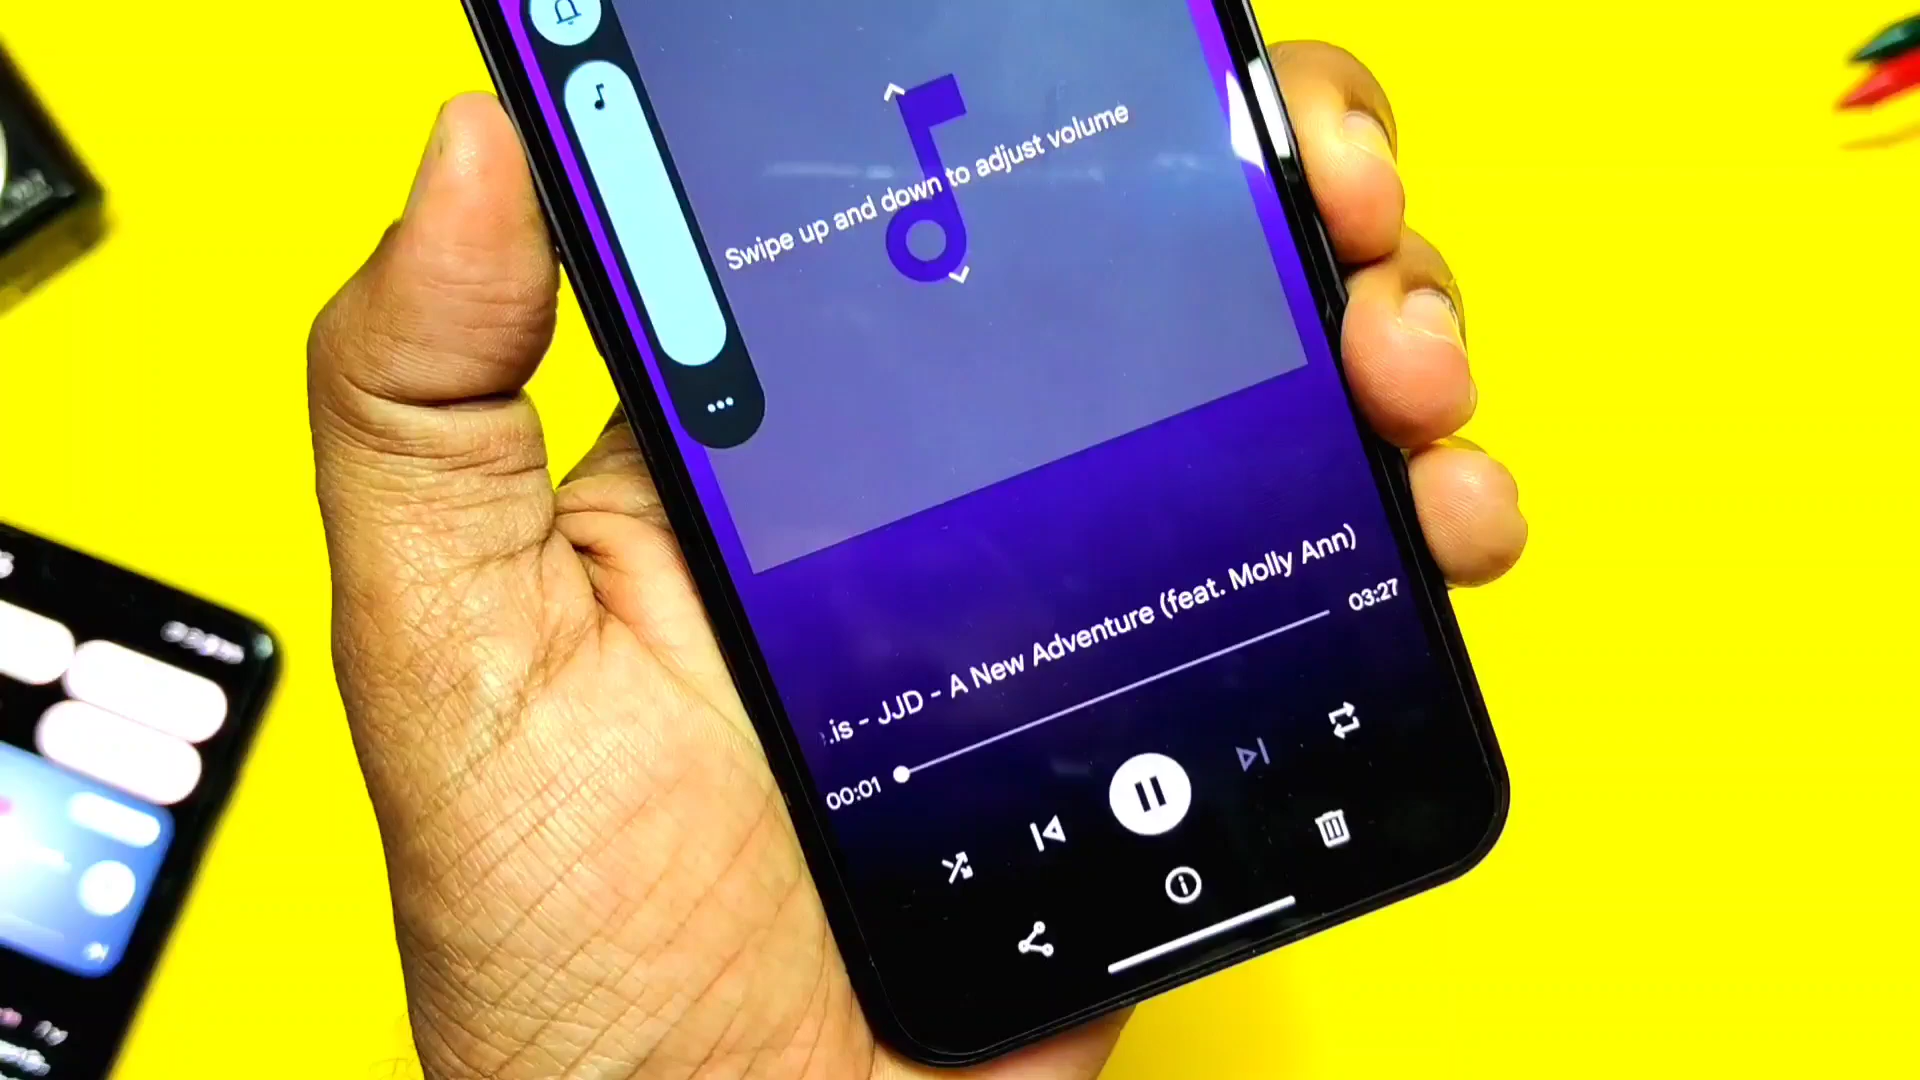 Swipe up and down to adjust volume
.is - JJD - A New Adventure (feat. Molly Ann)
00:01
03:27